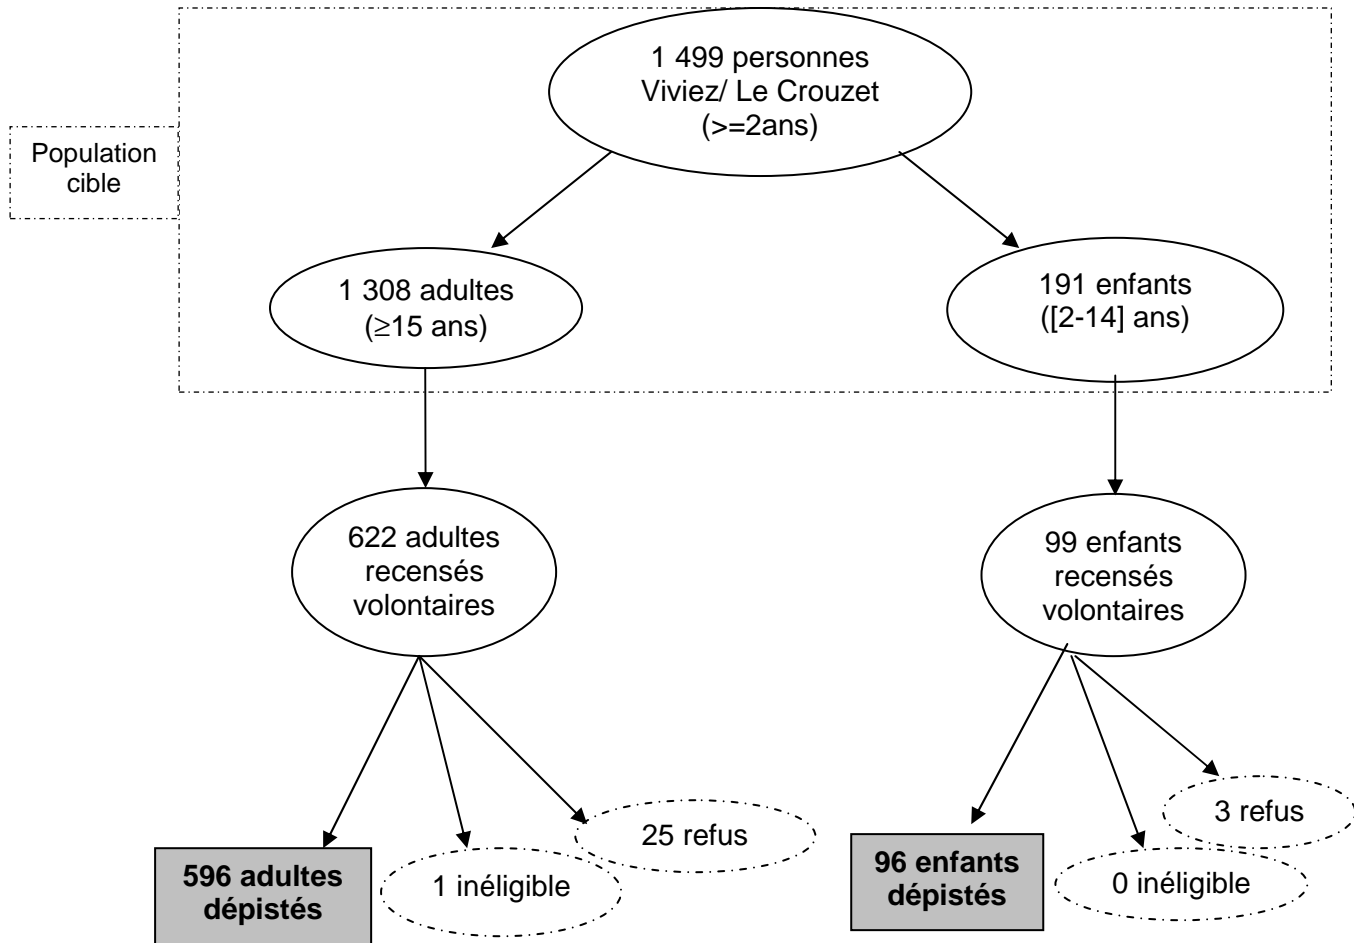 1 499 personnes
Viviez/ Le Crouzet
(>=2ans)
Population
cible
1 308 adultes
(≥15 ans)
191 enfants
([2-14] ans)
622 adultes
recensés
volontaires
99 enfants
recensés
volontaires
596 adultes
dépistés
1 inéligible
25 refus
96 enfants
dépistés
0 inéligible
3 refus